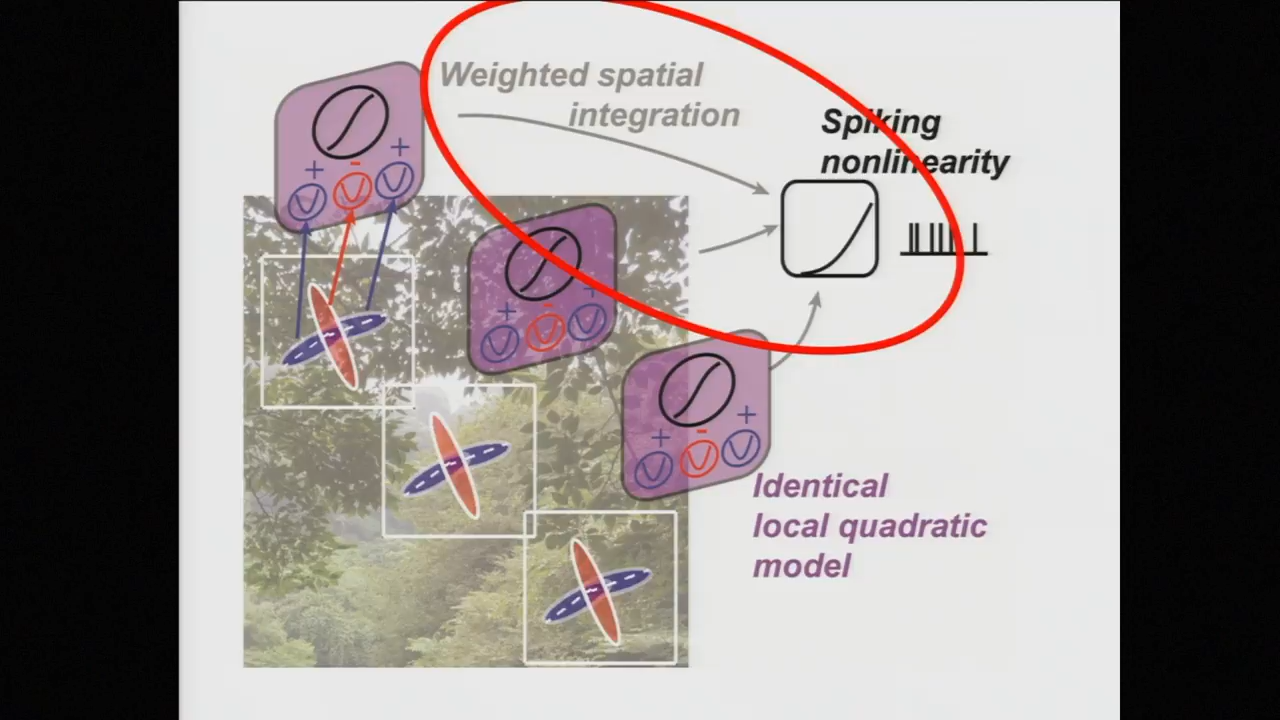 Weighted spatial
integration
Spiking
nonlinearity
+
-
+
+
-
+
+
-
+
Identical
local quadratic
model